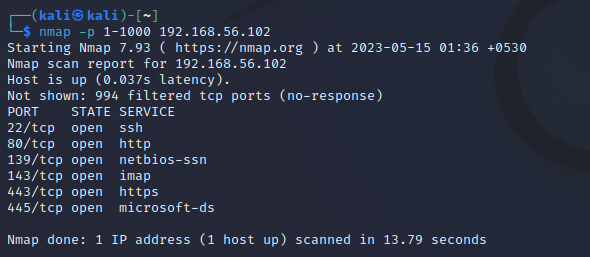 ┌──(kali㉿kali)-[~]
└─$ nmap -p 1-1000 192.168.56.102
Starting Nmap 7.93 ( https://nmap.org ) at 2023-05-15 01:36 +0530
Nmap scan report for 192.168.56.102
Host is up (0.037s latency).
Not shown: 994 filtered tcp ports (no-response)
PORT    STATE SERVICE
22/tcp  open  ssh
80/tcp  open  http
139/tcp open  netbios-ssn
143/tcp open  imap
443/tcp open  https
445/tcp open  microsoft-ds
Nmap done: 1 IP address (1 host up) scanned in 13.79 seconds